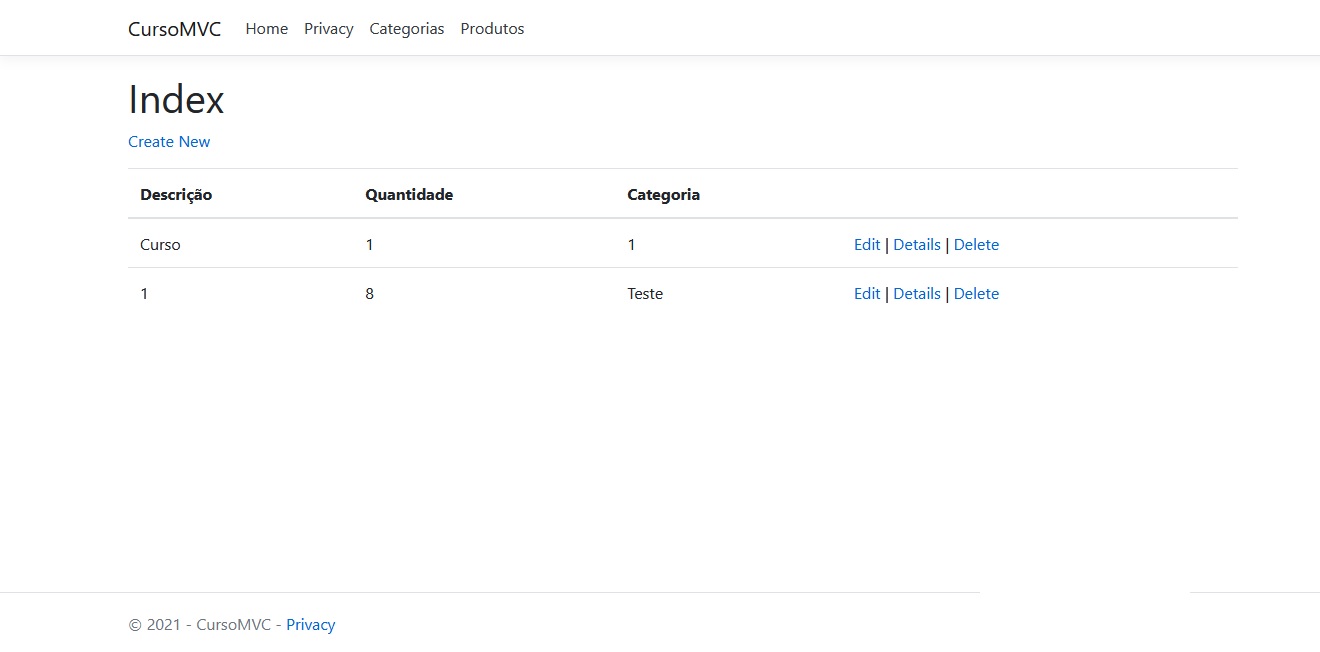 CursoMVC Home Privacy Categorias Produtos
Index
Create New
Descrição Quantidade Categoria
Curso 1 1 Edit | Details | Delete
1 8 Teste Edit | Details | Delete
© 2021 - CursoMVC - Privacy